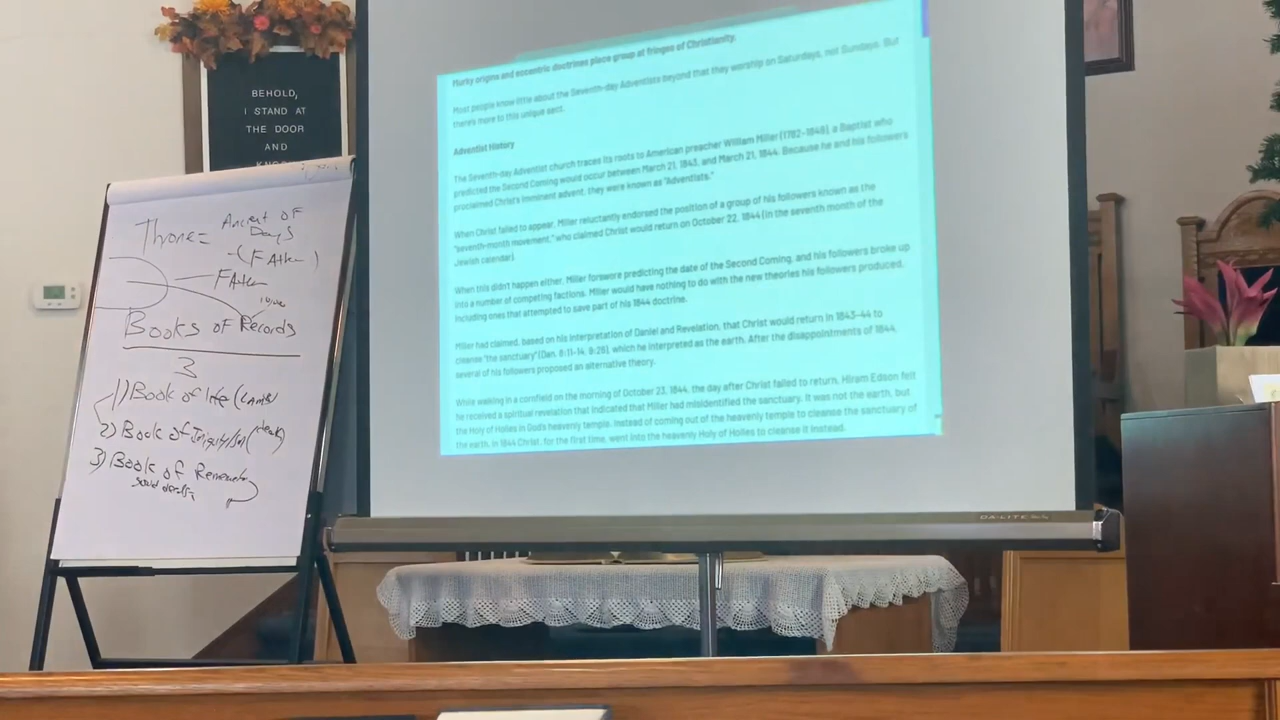 BEHOLD,
I STAND AT
THE DOOR
AND
Throne=
Ancient of
Days
(Father)
Father
Books of Records
3
1) Book of Life (Lambs)
2) Book of Iniquity/Sin
3) Book of
Murky origins and eccentric doctrines place group at fringes of Christianity.
Most people know little about the Seventh-day Adventists beyond that they worship on Saturdays, not Sundays. But
there's more to this unique sect.
Adventist History
The Seventh-day Adventist church traces its roots to American preacher William Miller (1782-1849), a Baptist who
predicted the Second Coming would occur between March 21, 1843, and March 21, 1844. Because he and his followers
proclaimed Christ's imminent advent, they were known as "Adventists."
When Christ failed to appear, Miller reluctantly endorsed the position of a group of his followers known as the
"seventh-month movement," who claimed Christ would return on October 22, 1844 (in the seventh month of the
Jewish calendar).
When this didn't happen either, Miller forswore predicting the date of the Second Coming, and his followers broke up
into a number of competing factions. Miller would have nothing to do with the new theories his followers produced,
including ones that attempted to save part of his 1844 doctrine.
Miller had claimed, based on his interpretation of Daniel and Revelation, that Christ would return in 1843-44 to
cleanse "the sanctuary" (Dan. 8:11-14, 9:26), which he interpreted as the earth. After the disappointments of 1844,
several of his followers proposed an alternative theory.
While walking in a cornfield on the morning of October 23, 1844, the day after Christ failed to return, Hiram Edson felt
he received a spiritual revelation that indicated that Miller had misidentified the sanctuary. It was not the earth, but
the Holy of Holies in God's heavenly temple. Instead of coming out of the heavenly temple to cleanse the sanctuary of
the earth, in 1844 Christ, for the first time, went into the heavenly Holy of Holies to cleanse it instead.
DA-LITE